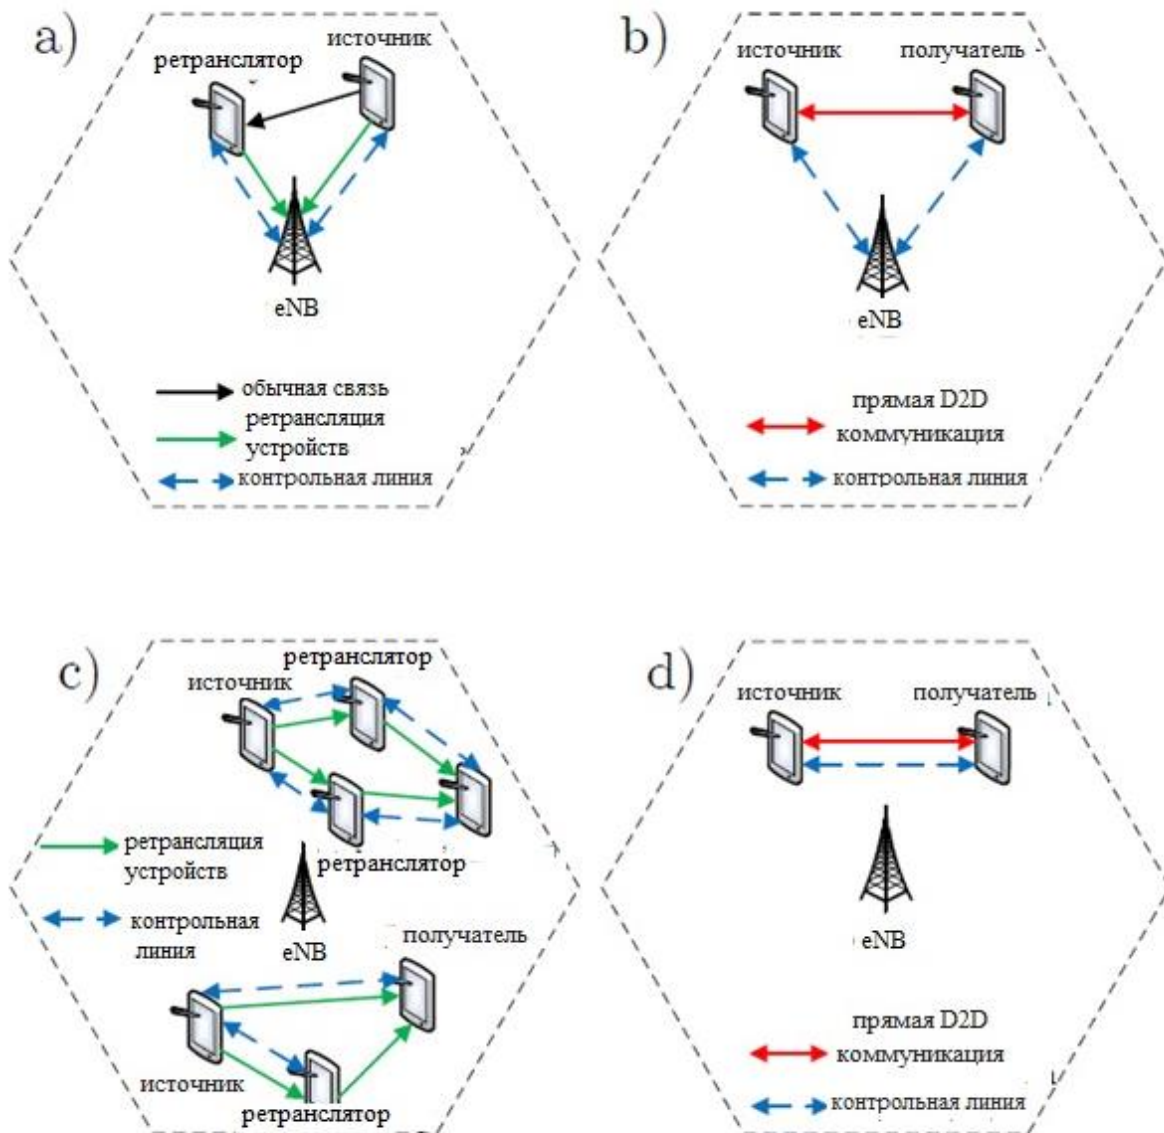 a)
источник
ретранслятор
eNB
обычная связь
ретрансляция
устройств
контрольная линия
b)
источник
получатель
eNB
прямая D2D
коммуникация
контрольная линия
c)
ретранслятор
источник
ретрансляция
устройств
ретранслятор
контрольная
линия
eNB
получатель
источник
ретранслятор
d)
источник
получатель
eNB
прямая D2D
коммуникация
контрольная линия